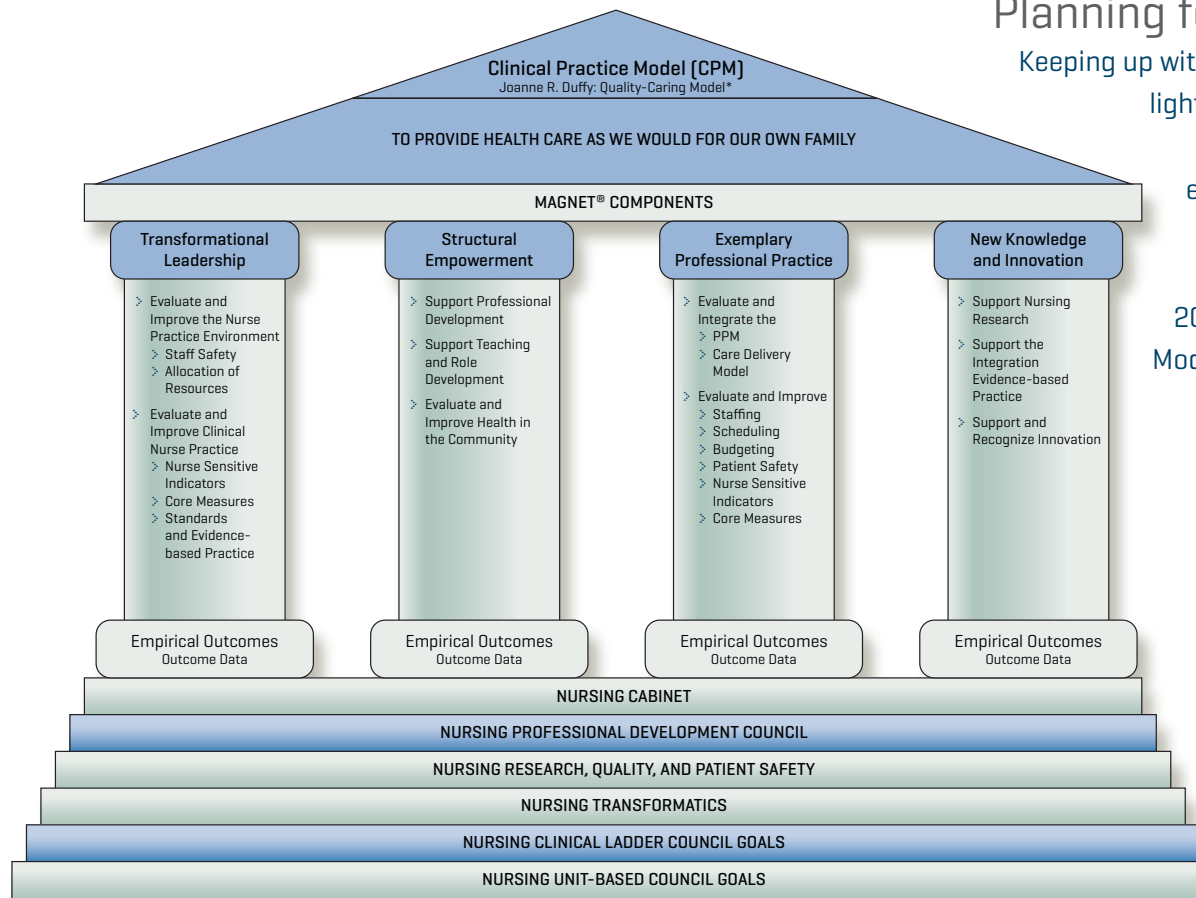 Planning
Keeping up
Clinical Practice Model (CPM)
Joanne R. Duffy: Quality-Caring Model*
TO PROVIDE HEALTH CARE AS WE WOULD FOR OUR OWN FAMILY
MAGNET® COMPONENTS
Transformational
Leadership
> Evaluate and
Improve the Nurse
Practice Environment
> Staff Safety
> Allocation of
Resources
> Evaluate and
Improve Clinical
Nurse Practice
> Nurse Sensitive
Indicators
> Core Measures
> Standards
and Evidence-
based Practice
Empirical Outcomes
Outcome Data
Structural
Empowerment
> Support Professional
Development
> Support Teaching
and Role
Development
> Evaluate and
Improve Health in
the Community
Empirical Outcomes
Outcome Data
Exemplary
Professional Practice
> Evaluate and
Integrate the
> PPM
> Care Delivery
Model
> Evaluate and Improve
> Staffing
> Scheduling
> Budgeting
> Patient Safety
> Nurse Sensitive
Indicators
> Core Measures
Empirical Outcomes
Outcome Data
New Knowledge
and Innovation
> Support Nursing
Research
> Support the
Integration
Evidence-based
Practice
> Support and
Recognize Innovation
Empirical Outcomes
Outcome Data
NURSING CABINET
NURSING PROFESSIONAL DEVELOPMENT COUNCIL
NURSING RESEARCH, QUALITY, AND PATIENT SAFETY
NURSING TRANSFORMATICS
NURSING CLINICAL LADDER COUNCIL GOALS
NURSING UNIT-BASED COUNCIL GOALS